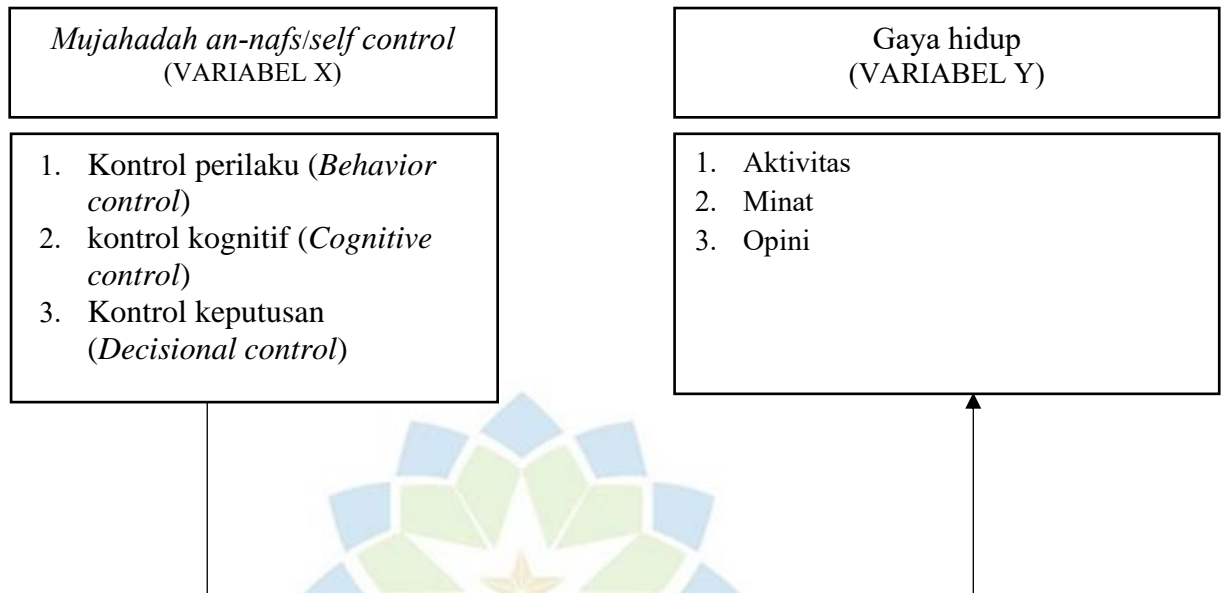 Mujahadah an-nafs/self control
(VARIABEL X)
1. Kontrol perilaku (Behavior
control)
2. kontrol kognitif (Cognitive
control)
3. Kontrol keputusan
(Decisional control)
Gaya hidup
(VARIABEL Y)
1. Aktivitas
2. Minat
3. Opini